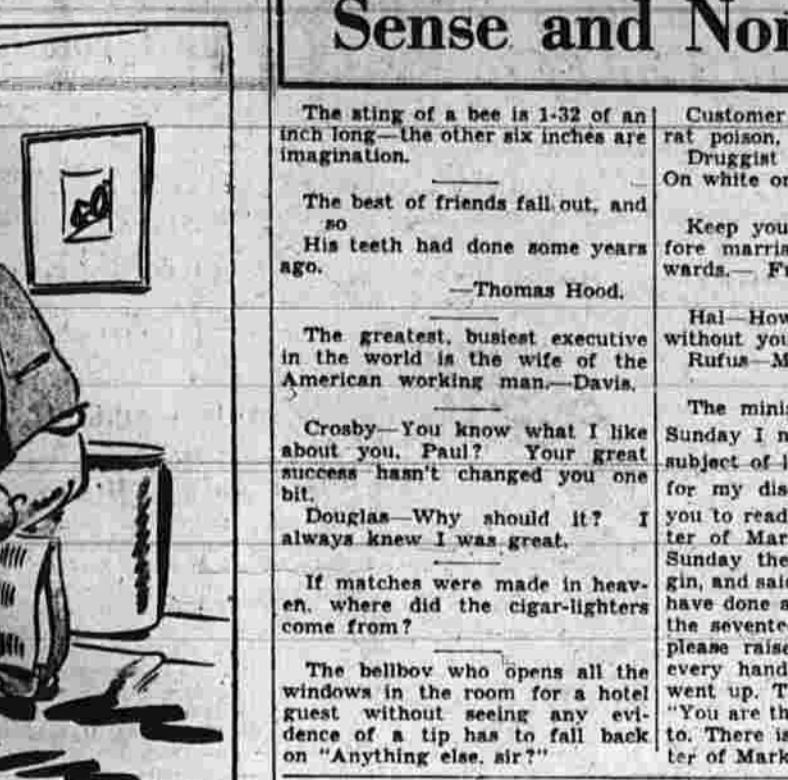 Sense and Non
The sting of a bee is 1-32 of an
inch long—the other six inches are
imagination.
The best of friends fall out, and
so
His teeth had done some years
ago.
—Thomas Hood.
The greatest, busiest executive
in the world is the wife of the
American working man.—Davis.
Crosby—You know what I like
about you, Paul? Your great
success hasn't changed you one
bit.
Douglas—Why should it? I
always knew I was great.
If matches were made in heav-
en, where did the cigar-lighters
come from?
The bellboy who opens all the
windows in the room for a hotel
guest without seeing any evi-
dence of a tip has to fall back
on "Anything else, sir?"
Customer
rat poison.
Druggist
On white or
Keep you
fore marria
wards.— Fr
Hal—How
without you
Rufus—M
The minis
Sunday I
subject of
for my dis
you to read
ter of Mar
Sunday the
gin, and said
have done a
the sevente
please raise
every hand
went up. T
"You are th
to. There is
ter of Mark